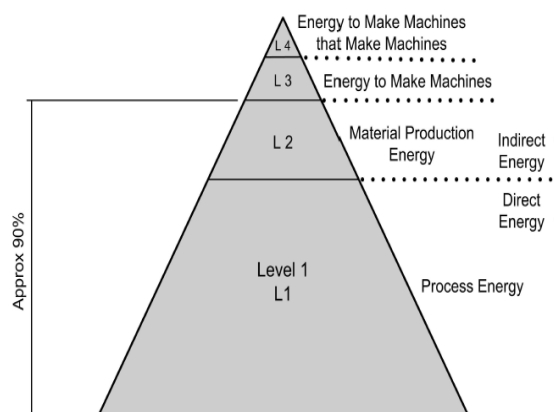 Energy to Make Machines
that Make Machines
L 4
L 3
Energy to Make Machines
L 2
Material Production
Energy
Indirect
Energy
Direct
Energy
Approx 90%
Level 1
L1
Process Energy